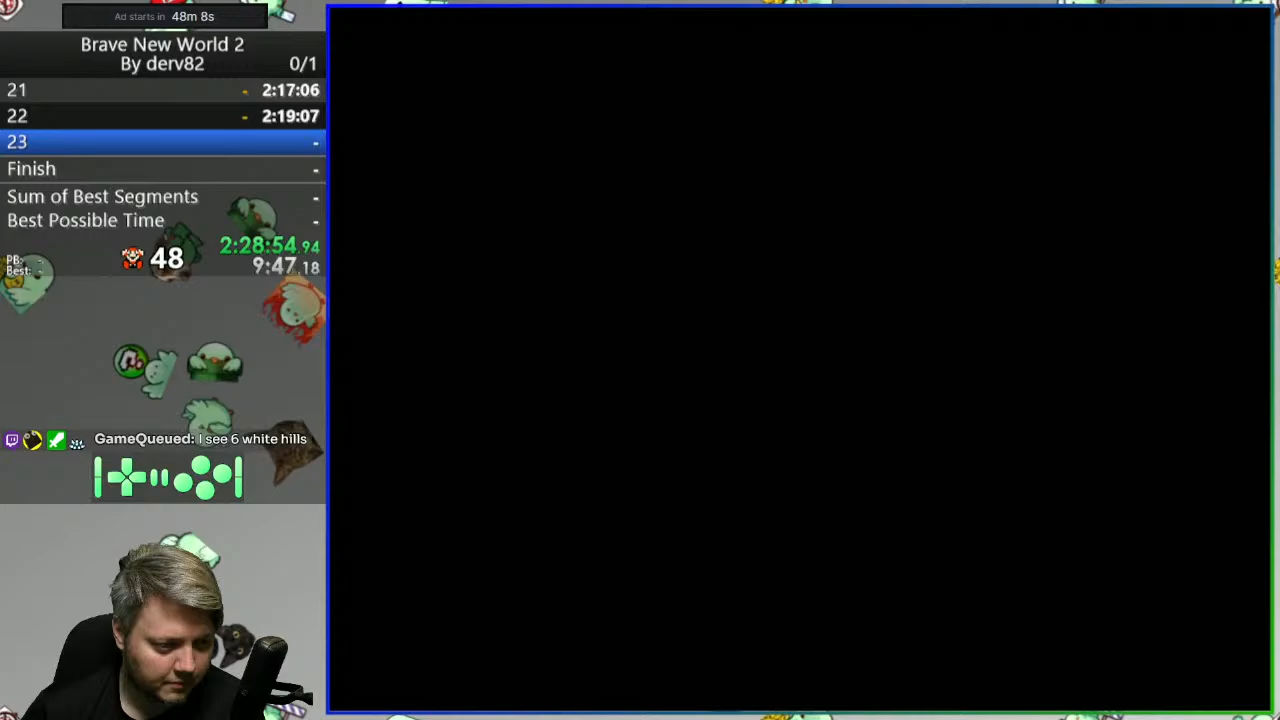 Ad starts in 48m 8s
Brave New World 2
By derv82 0/1
21 - 2:17:06
22 - 2:19:07
23 -
Finish -
Sum of Best Segments -
Best Possible Time -
PB: -
Best: -
48
2:28:54.94
9:47.18
GameQueued: I see 6 white hills